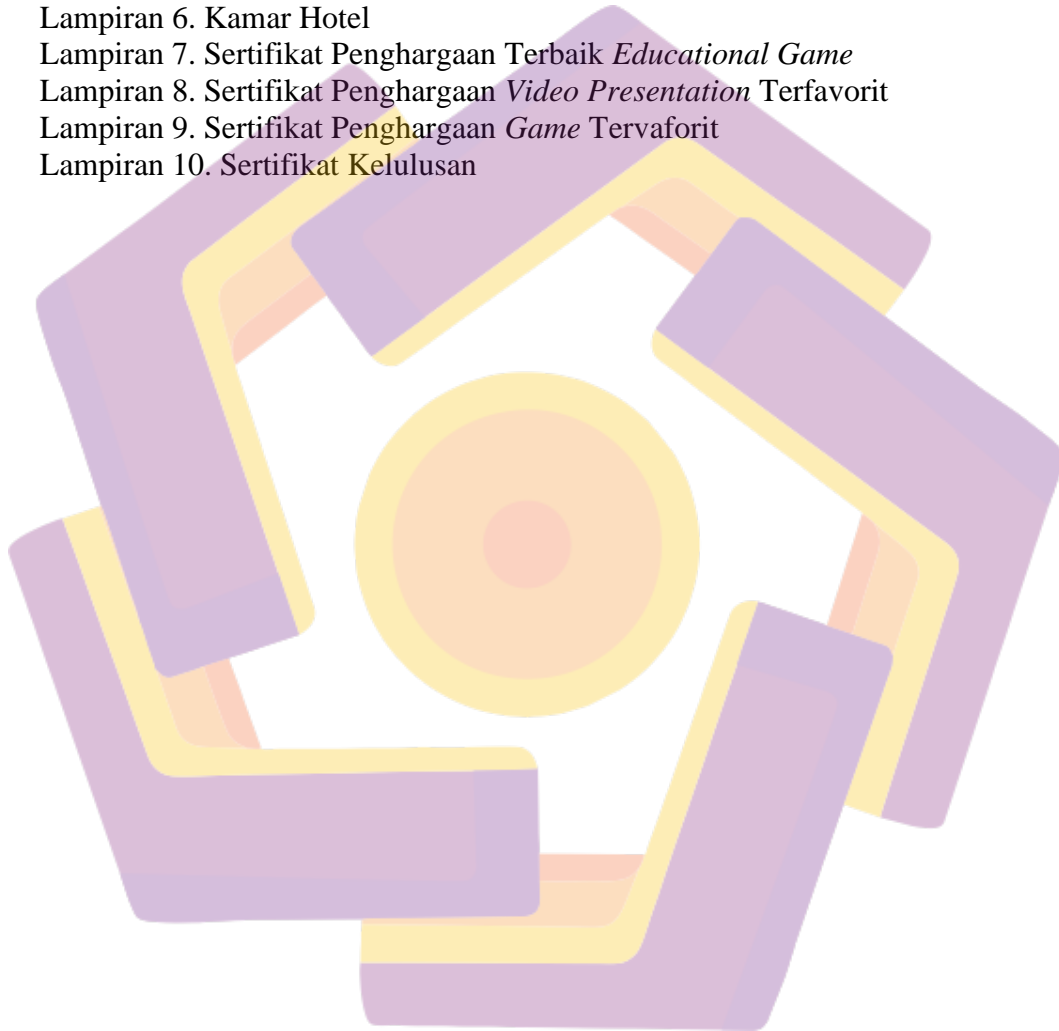 Lampiran 6. Kamar Hotel
Lampiran 7. Sertifikat Penghargaan Terbaik Educational Game
Lampiran 8. Sertifikat Penghargaan Video Presentation Terfavorit
Lampiran 9. Sertifikat Penghargaan Game Tervaforit
Lampiran 10. Sertifikat Kelulusan